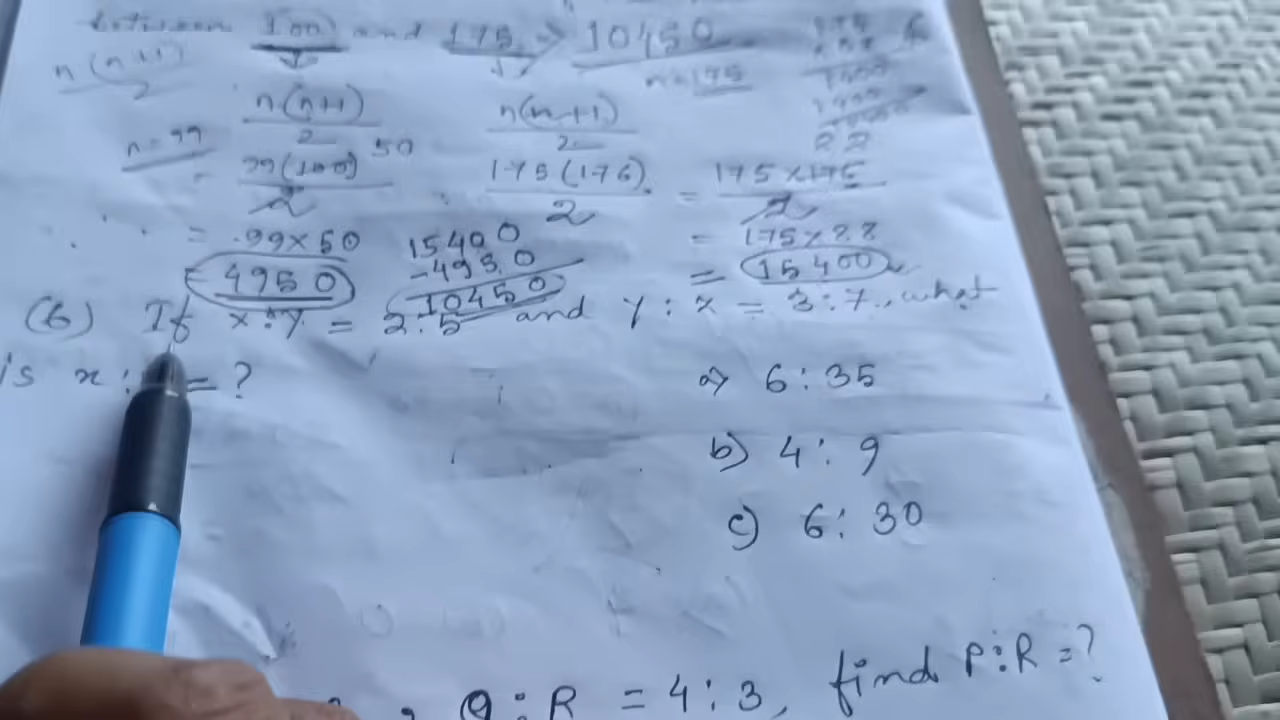 between 100 and 175 → 10450
n(n+1)/2
n = 175
n(n+1)/2 n(n+1)/2
n = 99
99(100)/2 50 175(176)/2 = 175 x 176/2
= 99 x 50 = 175 x 88
4950 = 15400
15400
- 4950
10450
(6) If x : y = 2 : 5 and y : z = 3 : 7, what
is x : = ?
a) 6 : 35
b) 4 : 9
c) 6 : 30
Q : R = 4 : 3, find P : R = ?